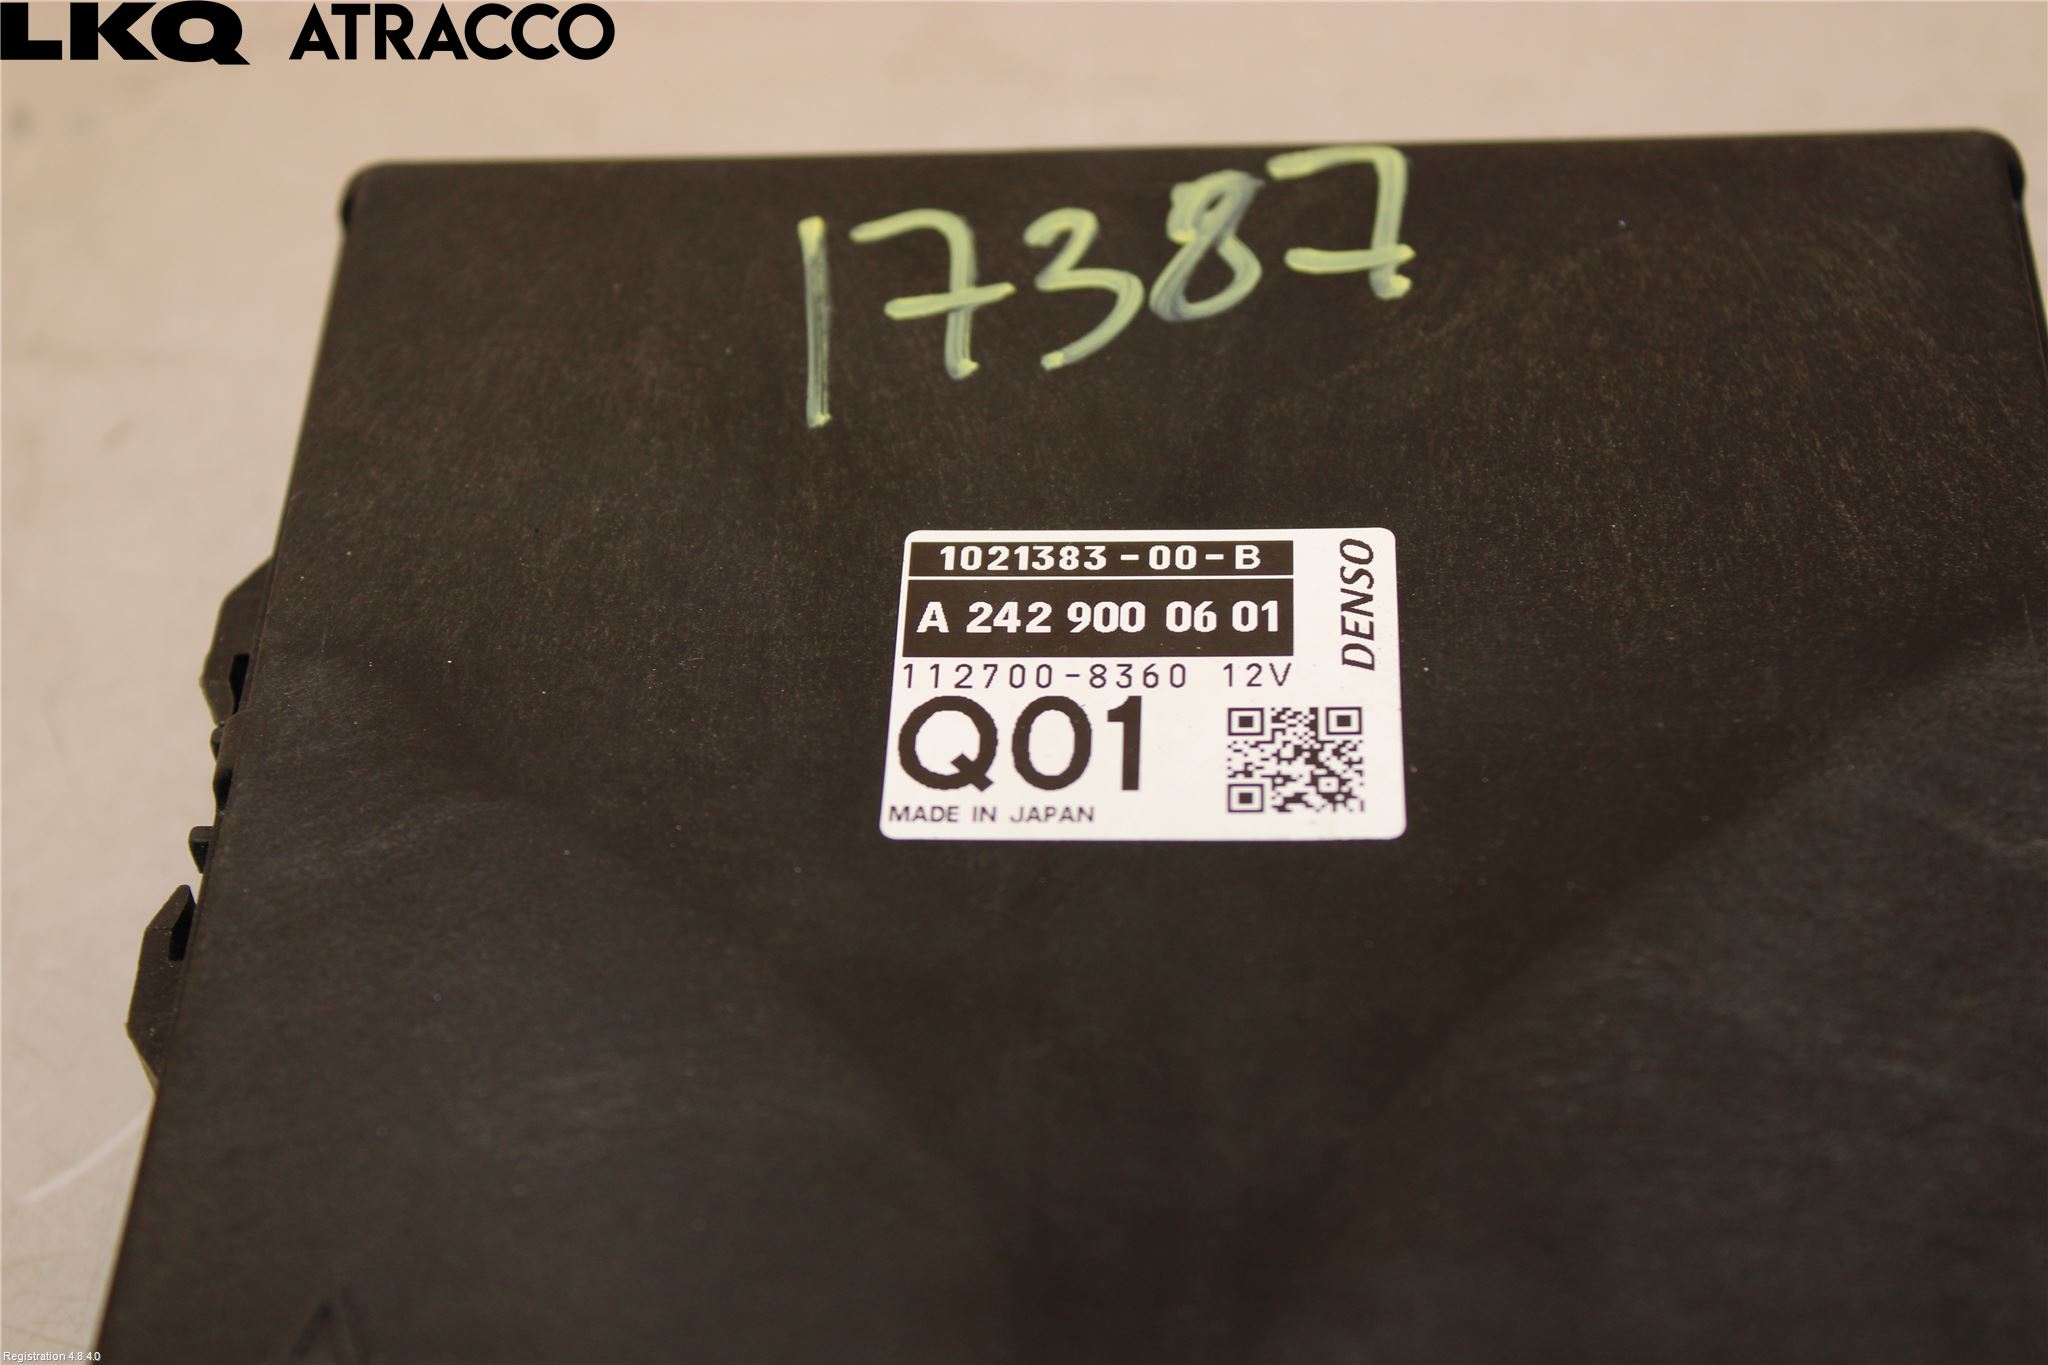 LKQ ATRACCO
17387
1021383-00-B
A 242 900 06 01
DENSO
112700-8360 12V
Q01
MADE IN JAPAN
Registration 4.8.4.0